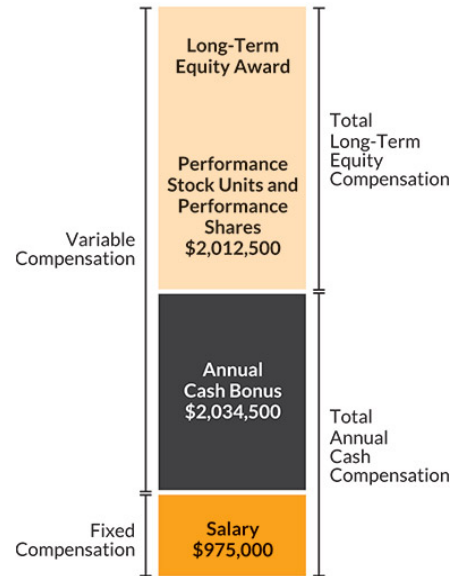 Long-Term
Equity Award
Total
Long-Term
Equity
Compensation
Performance
Stock Units and
Performance
Shares
$2,012,500
Variable
Compensation
Annual
Cash Bonus
$2,034,500
Total
Annual
Cash
Compensation
Fixed
Compensation
Salary
$975,000